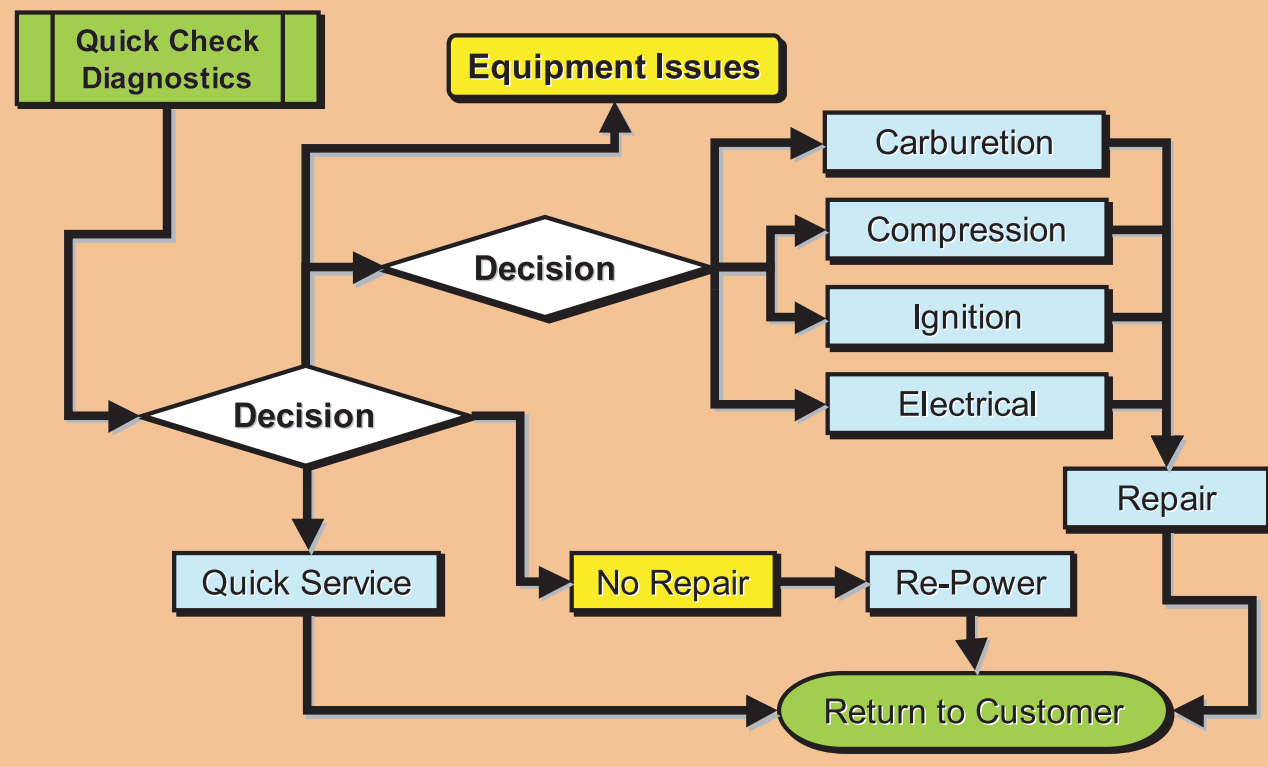 Quick Check
Diagnostics
Equipment Issues
Carburetion
Compression
Decision
Ignition
Electrical
Decision
Repair
Quick Service
No Repair
Re-Power
Return to Customer